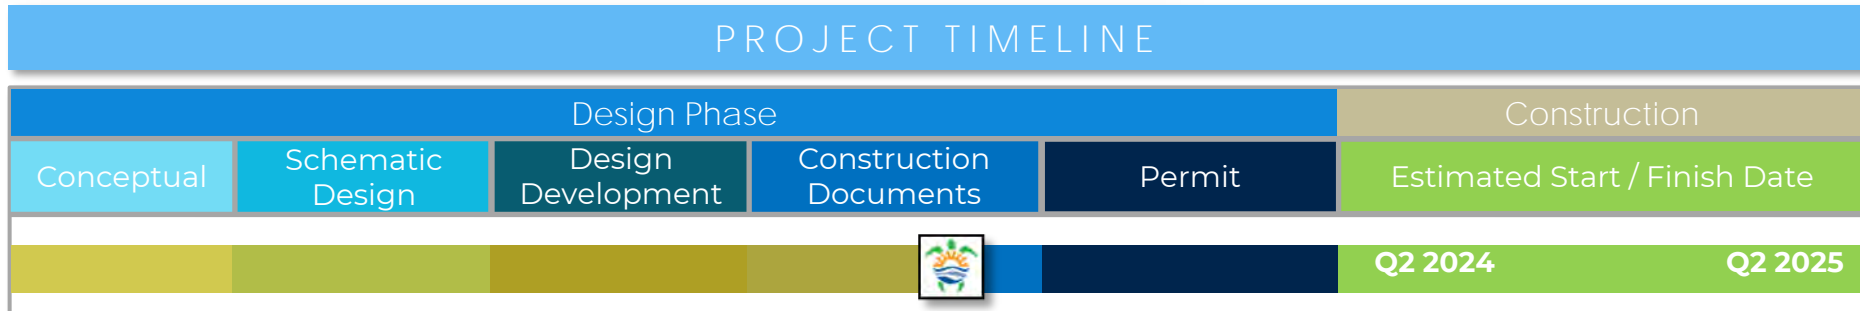 PROJECT TIMELINE
Design Phase
Construction
Conceptual
Schematic
Design
Design
Development
Construction
Documents
Permit
Estimated Start / Finish Date
Q2 2024
Q2 2025